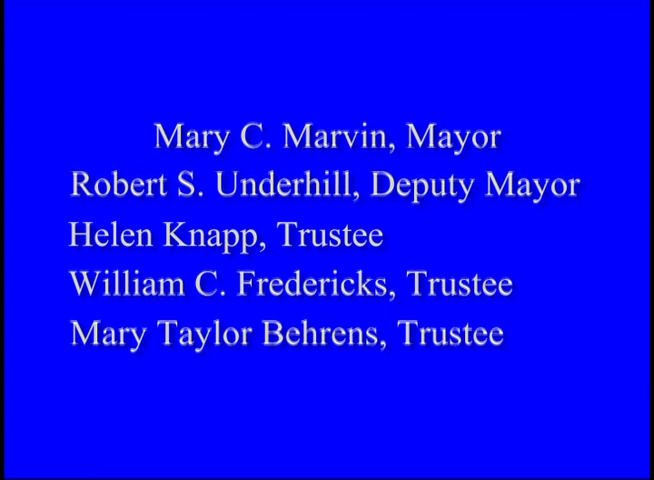 Mary C. Marvin, Mayor
Robert S. Underhill, Deputy Mayor
Helen Knapp, Trustee
William C. Fredericks, Trustee
Mary Taylor Behrens, Trustee